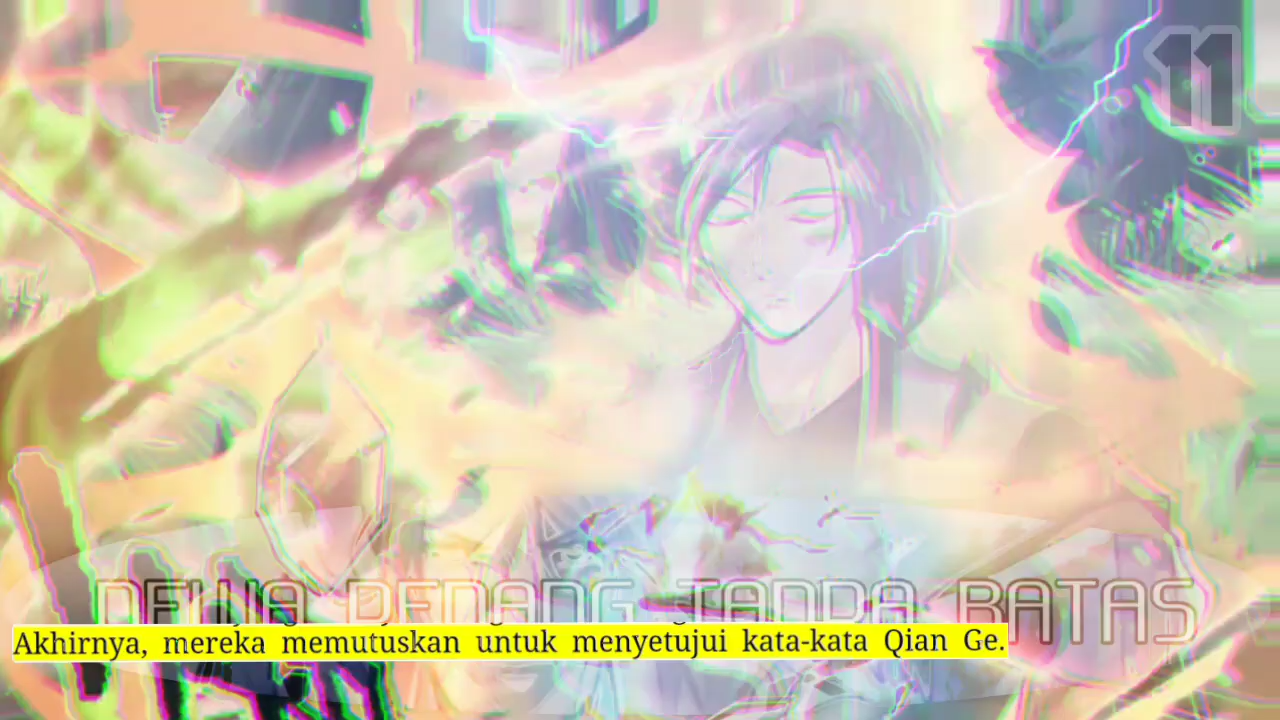 11
DEWA PEDANG TANPA BATAS
Akhirnya, mereka memutuskan untuk menyetujui kata-kata Qian Ge.